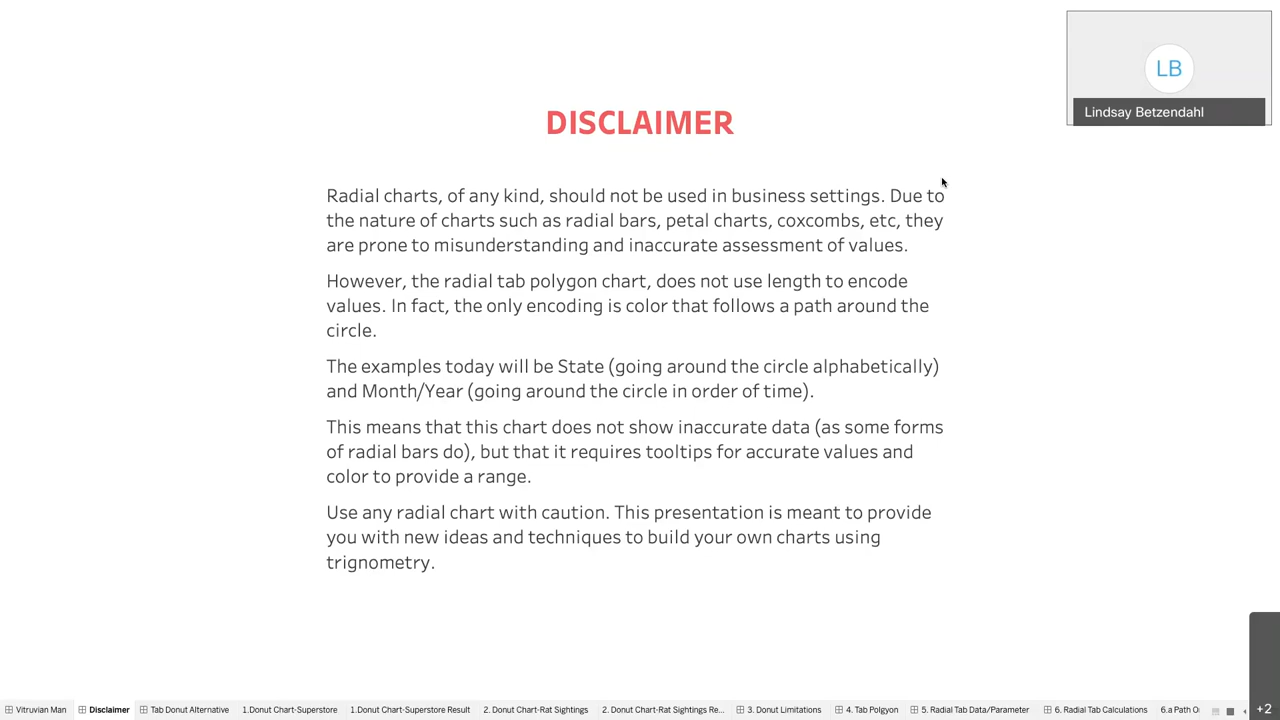 LB
Lindsay Betzendahl
DISCLAIMER
Radial charts, of any kind, should not be used in business settings. Due to
the nature of charts such as radial bars, petal charts, coxcombs, etc, they
are prone to misunderstanding and inaccurate assessment of values.
However, the radial tab polygon chart, does not use length to encode
values. In fact, the only encoding is color that follows a path around the
circle.
The examples today will be State (going around the circle alphabetically)
and Month/Year (going around the circle in order of time).
This means that this chart does not show inaccurate data (as some forms
of radial bars do), but that it requires tooltips for accurate values and
color to provide a range.
Use any radial chart with caution. This presentation is meant to provide
you with new ideas and techniques to build your own charts using
trignometry.
Vitruvian Man Disclaimer Tab Donut Alternative 1.Donut Chart-Superstore 1.Donut Chart-Superstore Result 2. Donut Chart-Rat Sightings 2. Donut Chart-Rat Sightings Re... 3. Donut Limitations 4. Tab Polygon 5. Radial Tab Data/Parameter 6. Radial Tab Calculations 6.a Path O
+2